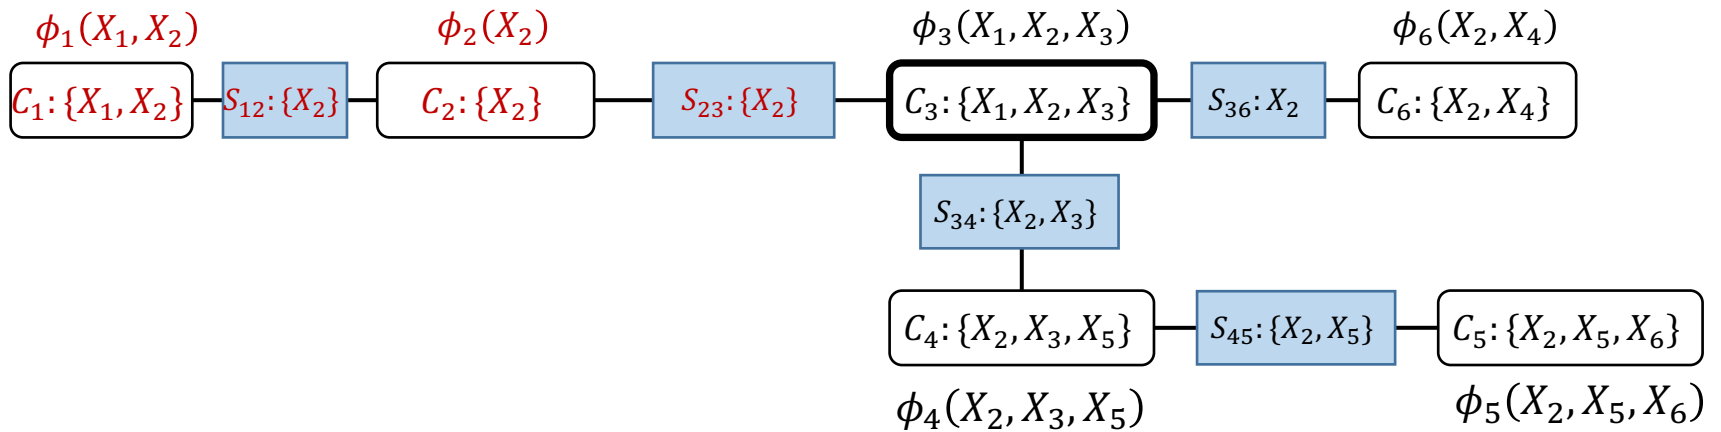 ϕ₁(X₁, X₂) ϕ₂(X₂) ϕ₃(X₁, X₂, X₃) ϕ₆(X₂, X₄)
C₁: {X₁, X₂} S₁₂: {X₂} C₂: {X₂} S₂₃: {X₂} C₃: {X₁, X₂, X₃} S₃₆: X₂ C₆: {X₂, X₄}
S₃₄: {X₂, X₃}
C₄: {X₂, X₃, X₅} S₄₅: {X₂, X₅} C₅: {X₂, X₅, X₆}
ϕ₄(X₂, X₃, X₅) ϕ₅(X₂, X₅, X₆)